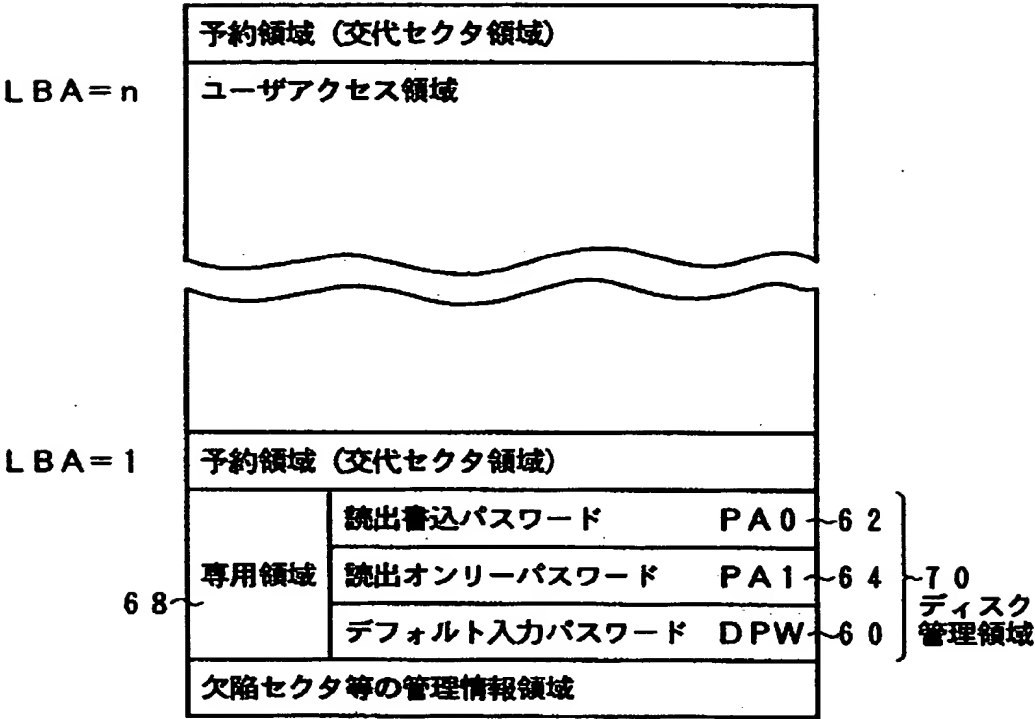 予約領域（交代セクタ領域）
LBA=n ユーザアクセス領域
LBA=1 予約領域（交代セクタ領域）
読出書込パスワード PA0 62
専用領域 読出オンリーパスワード PA1 64 70
68 ディスク
デフォルト入力パスワード DPW 60 管理領域
欠陥セクタ等の管理情報領域